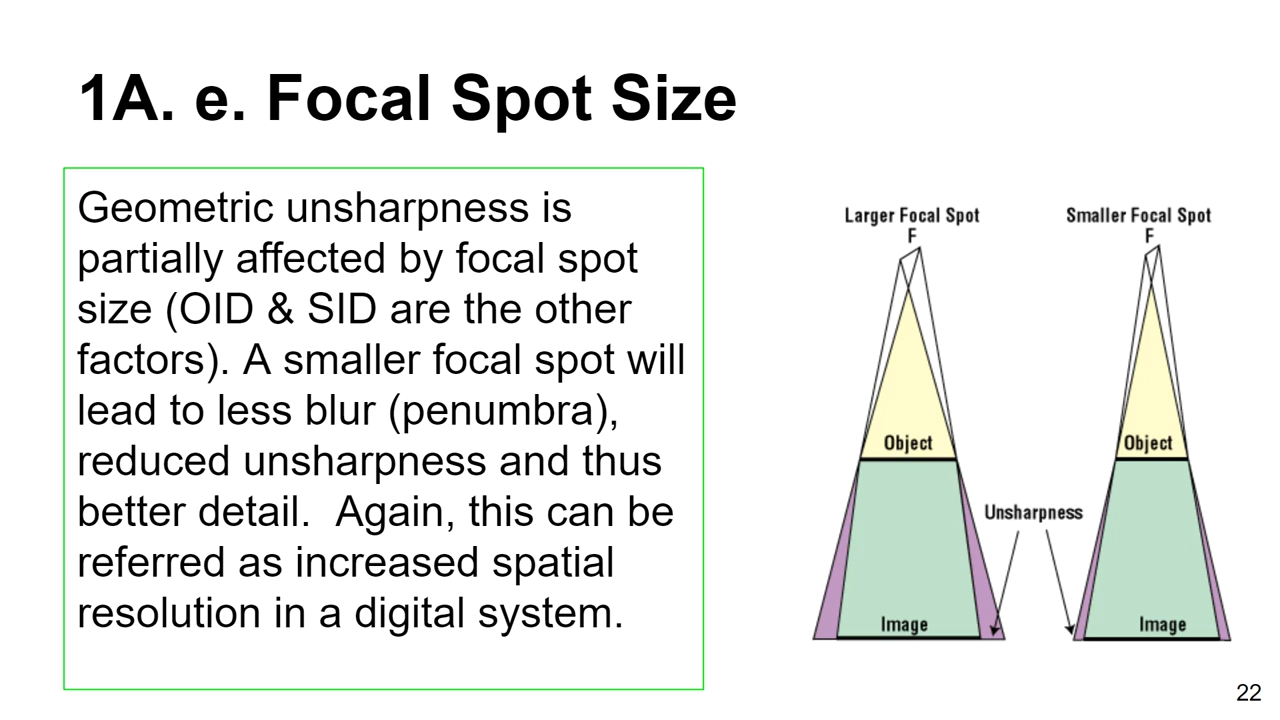 1A. e. Focal Spot Size
Geometric unsharpness is
partially affected by focal spot
size (OID & SID are the other
factors). A smaller focal spot will
lead to less blur (penumbra),
reduced unsharpness and thus
better detail.  Again, this can be
referred as increased spatial
resolution in a digital system.
Larger Focal Spot
F
Smaller Focal Spot
F
Object
Object
Unsharpness
Image
Image
22